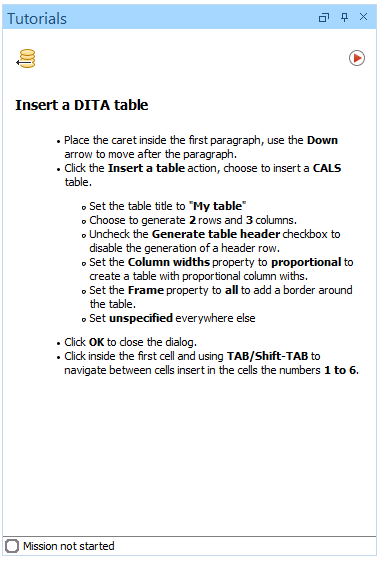 Tutorials
Insert a DITA table
• Place the caret inside the first paragraph, use the Down
arrow to move after the paragraph.
• Click the Insert a table action, choose to insert a CALS
table.
Set the table title to "My table"
Choose to generate 2 rows and 3 columns.
Uncheck the Generate table header checkbox to
disable the generation of a header row.
Set the Column widths property to proportional to
create a table with proportional column withs.
Set the Frame property to all to add a border around
the table.
Set unspecified everywhere else
• Click OK to close the dialog.
• Click inside the first cell and using TAB/Shift-TAB to
navigate between cells insert in the cells the numbers 1 to 6.
Mission not started